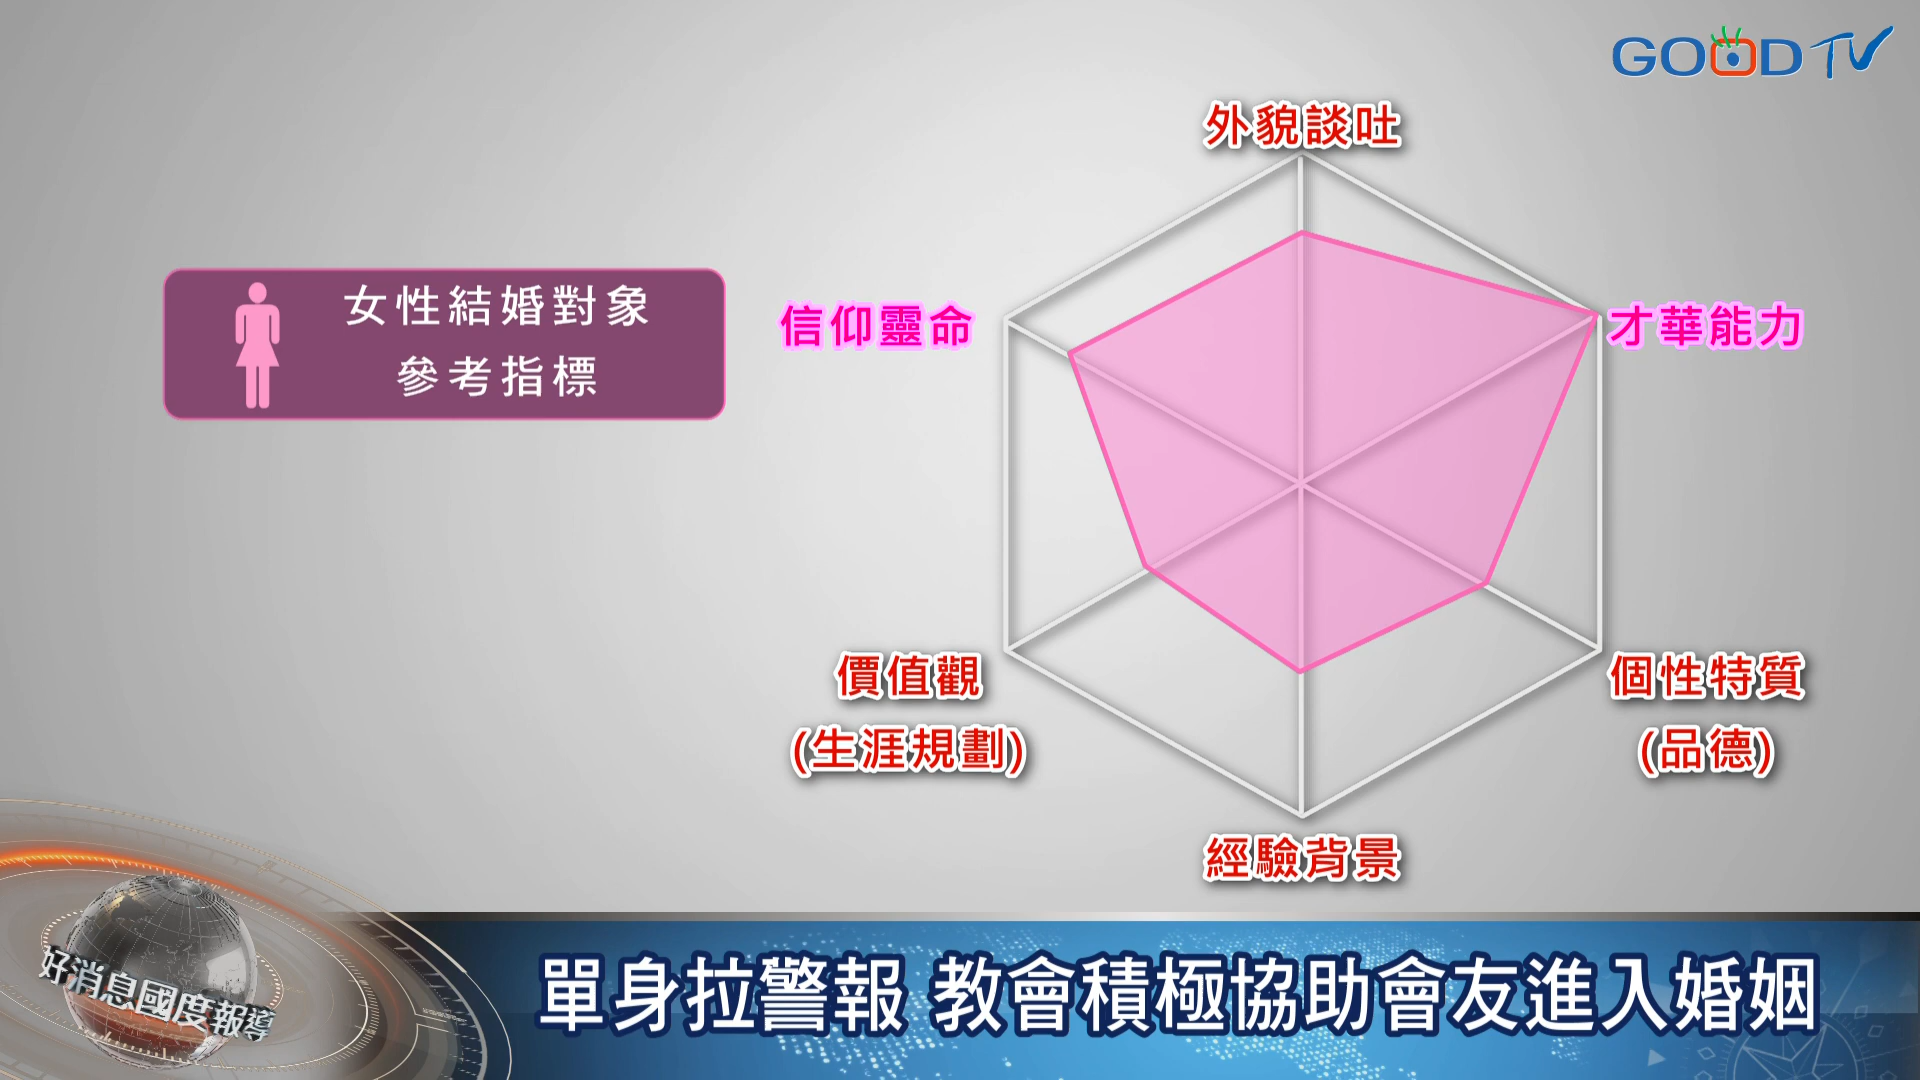 GOOD TV
外貌談吐
女性結婚對象
參考指標
信仰靈命
才華能力
價值觀
(生涯規劃)
個性特質
(品德)
經驗背景
好消息國度報導
單身拉警報 教會積極協助會友進入婚姻